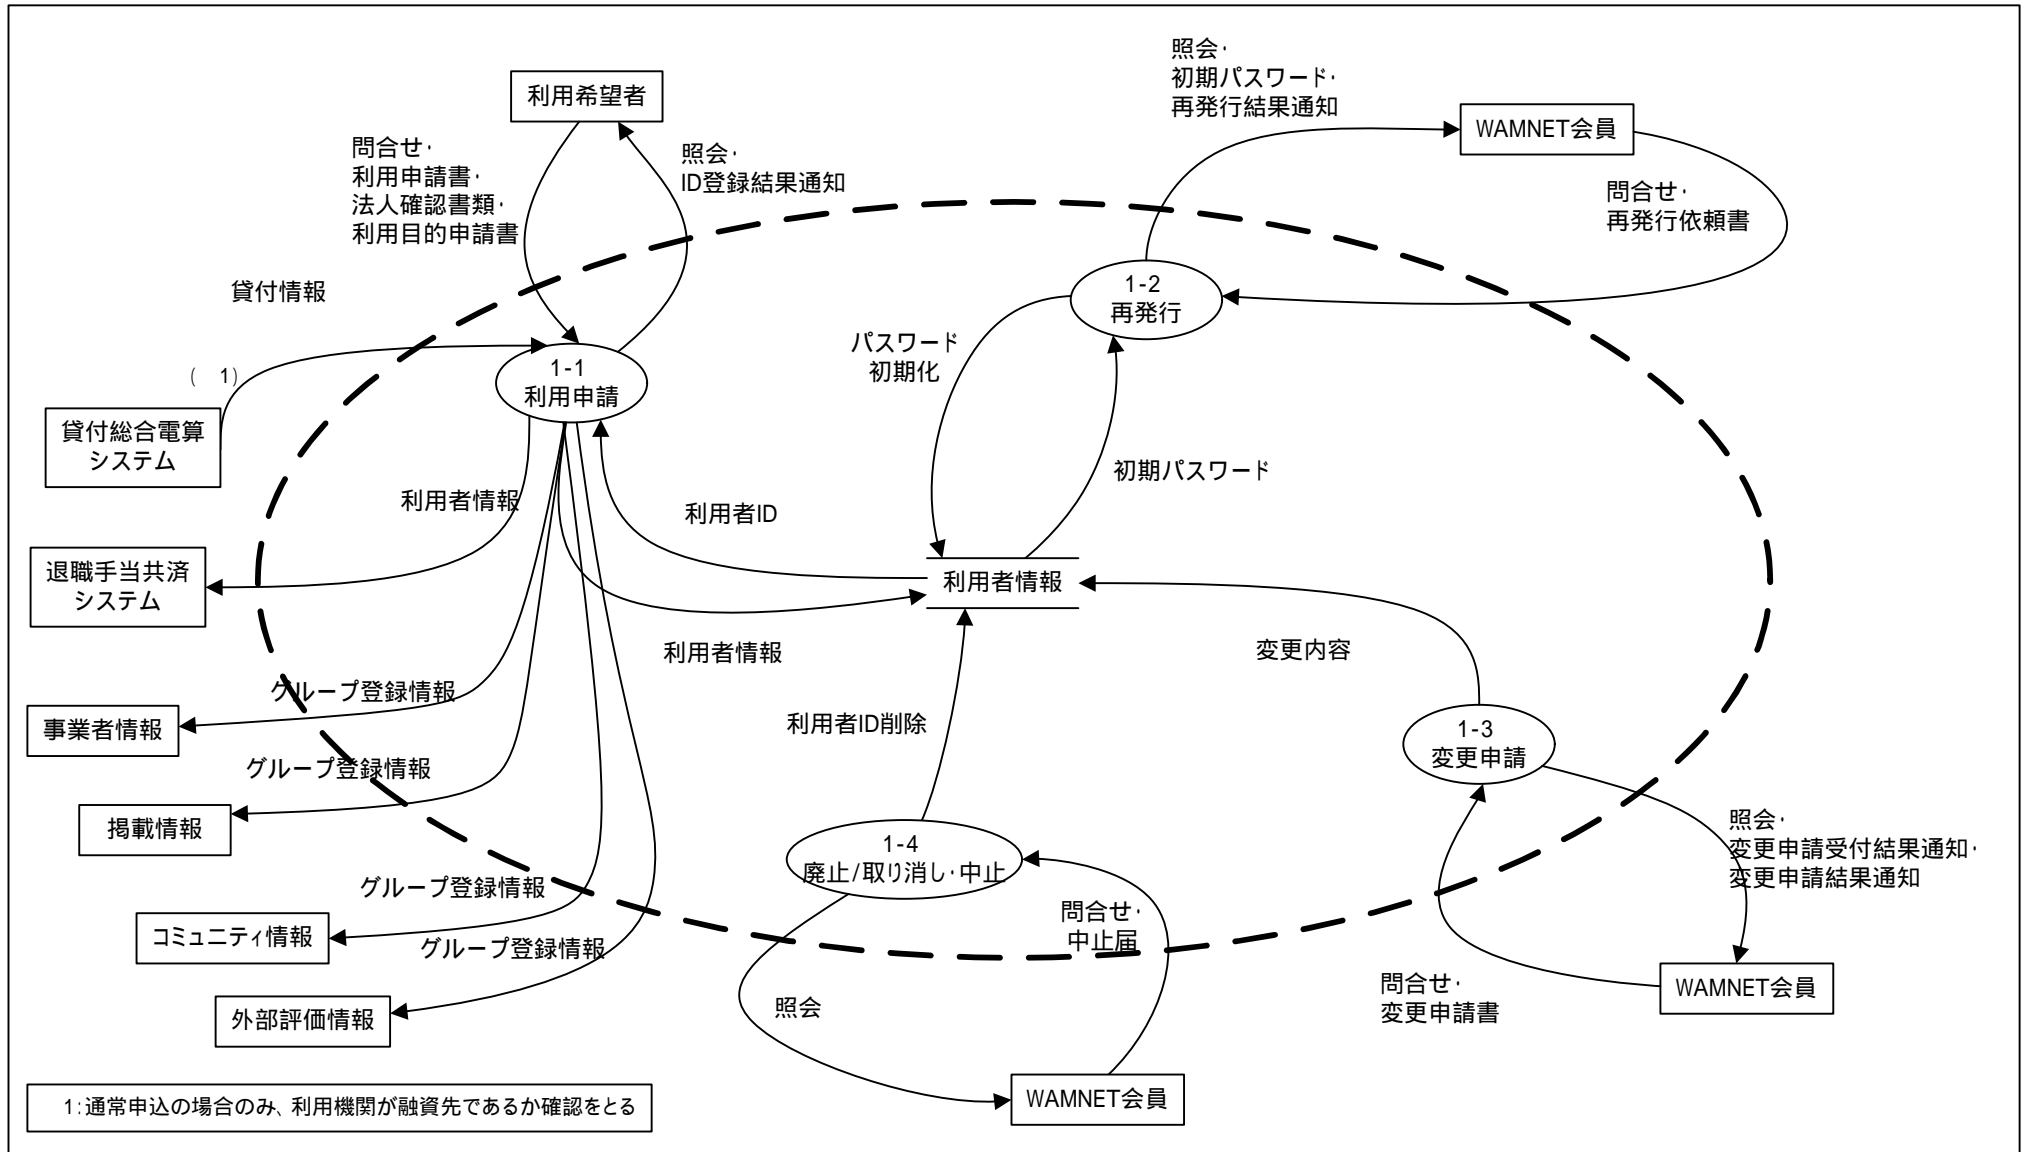 利用希望者
問合せ・
利用申請書・
法人確認書類・
利用目的申請書
照会・
ID登録結果通知
照会・
初期パスワード・
再発行結果通知
WAMNET会員
問合せ・
再発行依頼書
貸付情報
( 1)
貸付総合電算
システム
1-1
利用申請
1-2
再発行
パスワード
初期化
初期パスワード
利用者情報
利用者ID
退職手当共済
システム
利用者情報
利用者情報
変更内容
グループ登録情報
事業者情報
利用者ID削除
1-3
変更申請
グループ登録情報
掲載情報
1-4
廃止/取り消し・中止
照会・
変更申請受付結果通知・
変更申請結果通知
グループ登録情報
コミュニティ情報
問合せ・
中止届
グループ登録情報
外部評価情報
照会
問合せ・
変更申請書
WAMNET会員
WAMNET会員
1:通常申込の場合のみ、利用機関が融資先であるか確認をとる